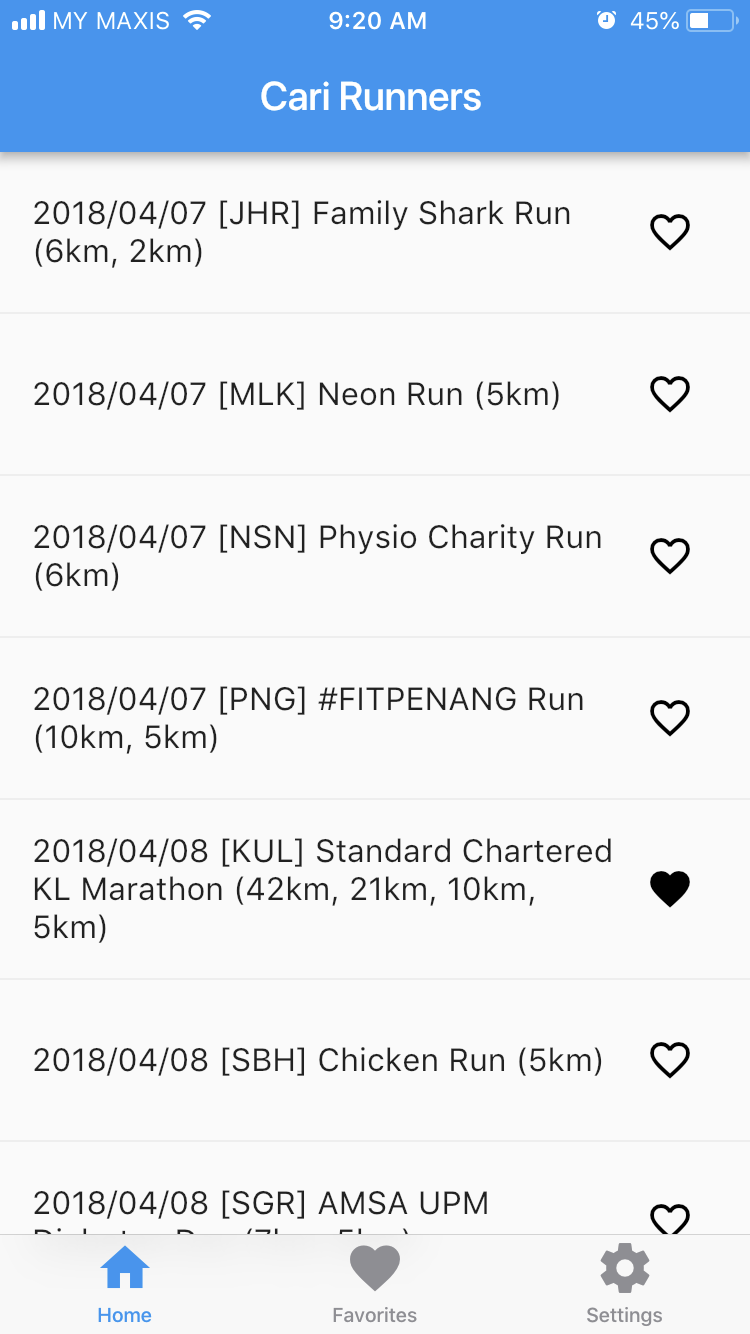 MY MAXIS 9:20 AM 45%
Cari Runners
2018/04/07 [JHR] Family Shark Run
(6km, 2km)
2018/04/07 [MLK] Neon Run (5km)
2018/04/07 [NSN] Physio Charity Run
(6km)
2018/04/07 [PNG] #FITPENANG Run
(10km, 5km)
2018/04/08 [KUL] Standard Chartered
KL Marathon (42km, 21km, 10km,
5km)
2018/04/08 [SBH] Chicken Run (5km)
2018/04/08 [SGR] AMSA UPM
Home Favorites Settings